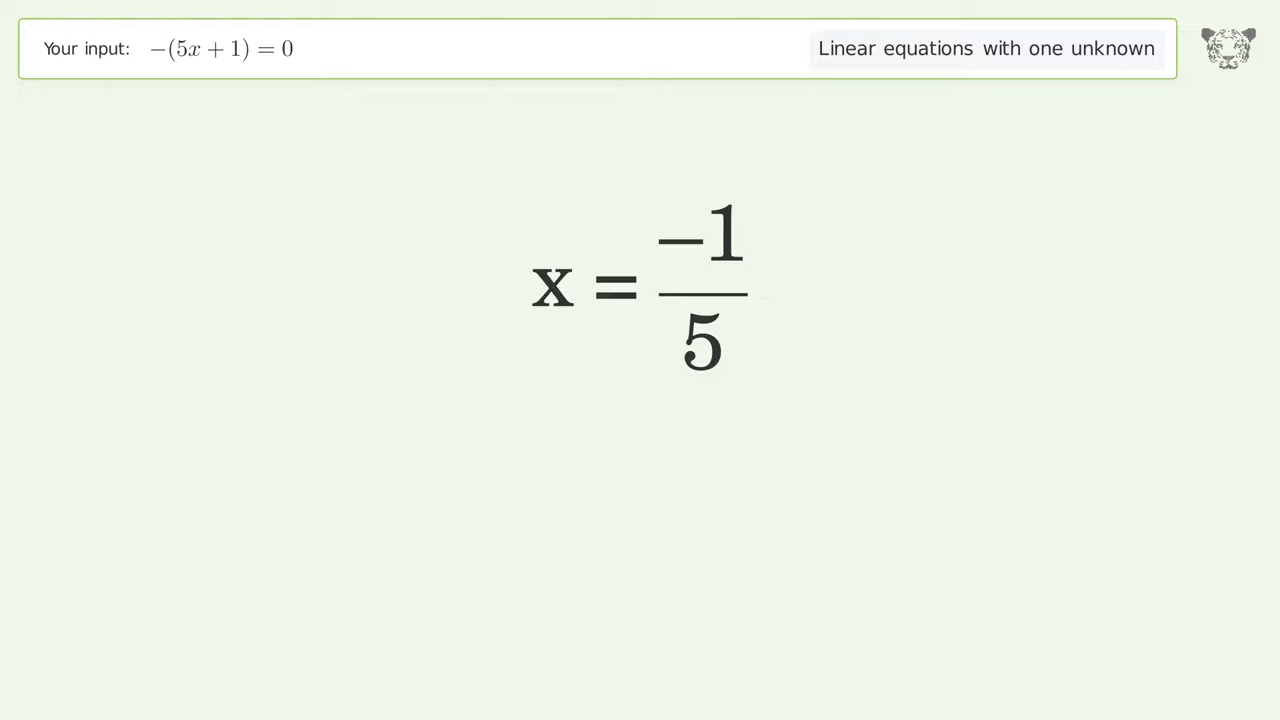 Your input: −(5x + 1) = 0
Linear equations with one unknown
x = −1/5